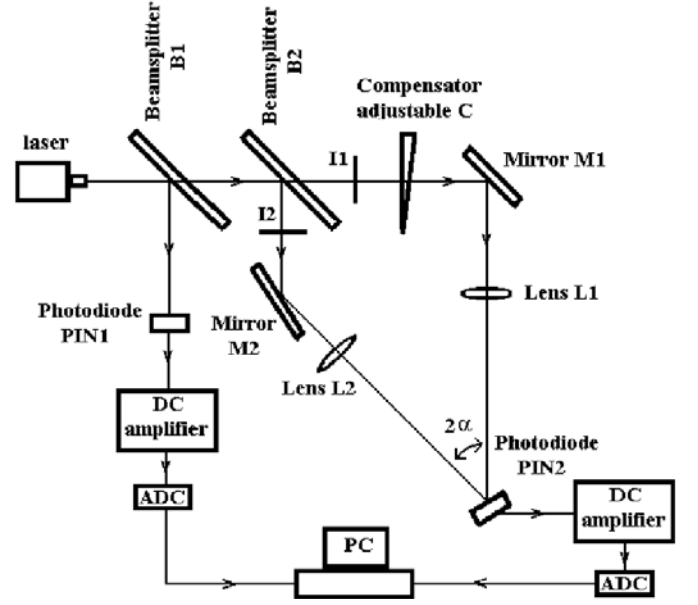 Beamsplitter
B1
Beamsplitter
B2
Compensator
adjustable C
laser
I1
Mirror M1
I2
Lens L1
Photodiode
PIN1
Mirror
M2
Lens L2
DC
amplifier
2α
Photodiode
PIN2
ADC
DC
amplifier
PC
ADC